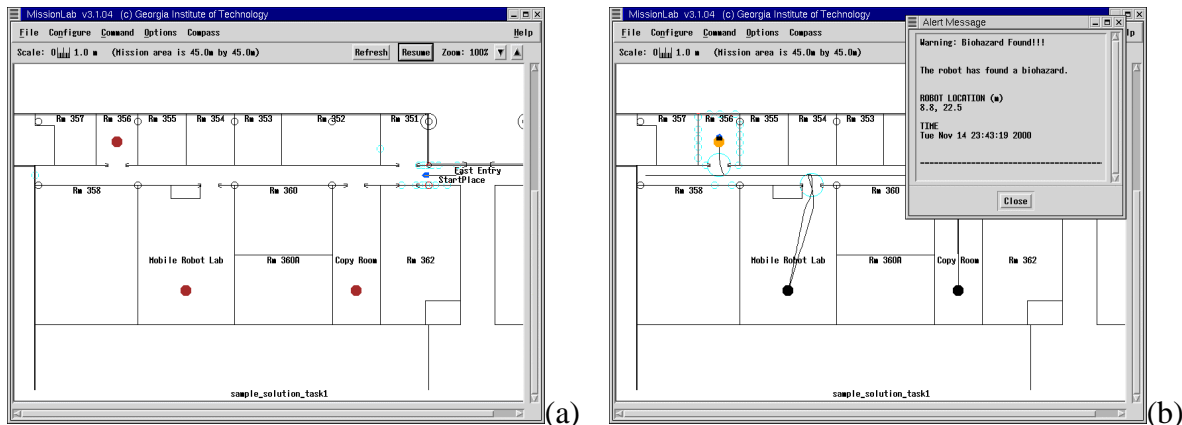 MissionLab v3.1.04 (c) Georgia Institute of Technology
File Configure Command Options Compass Help
Scale: 0 1.0 m (Mission area is 45.0m by 45.0m) Refresh Resume Zoom: 100%
Rm 357 Rm 356 Rm 355 Rm 354 Rm 353 Rm 352 Rm 351
East Entry
StartPlace
Rm 358 Rm 360
Mobile Robot Lab Rm 360A Copy Room Rm 362
sample_solution_task1
(a)
MissionLab v3.1.04 (c) Georgia Institute of Technology
File Configure Command Options Compass
Scale: 0 1.0 m (Mission area is 45.0m by 45.0m)
Rm 357 Rm 356 Rm 355 Rm 354 Rm 353
Rm 358 Rm 360
Mobile Robot Lab Rm 360A Copy Room Rm 362
sample_solution_task1
Alert Message
Warning: Biohazard Found!!!
The robot has found a biohazard.
ROBOT LOCATION (m)
8.8, 22.5
TIME
Tue Nov 14 23:43:19 2000
Close
(b)